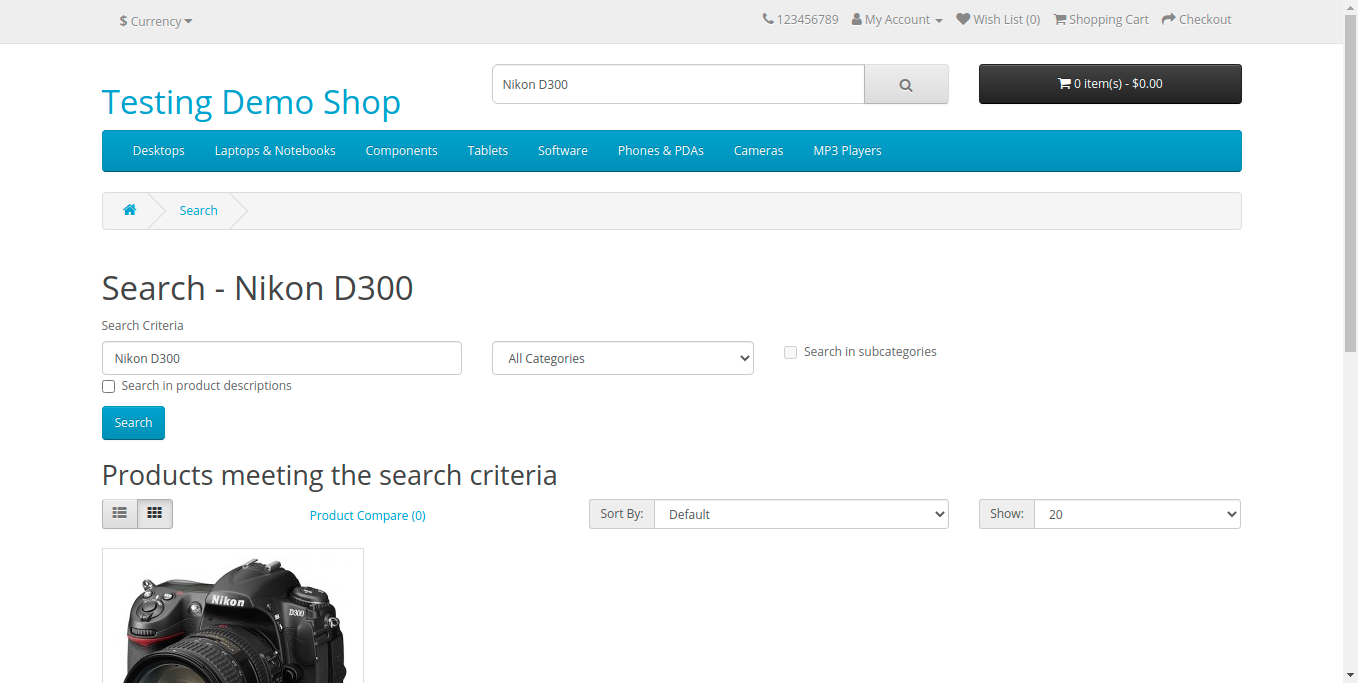 $ Currency
123456789 My Account Wish List (0) Shopping Cart Checkout
Testing Demo Shop
Nikon D300
0 item(s) - $0.00
Desktops Laptops & Notebooks Components Tablets Software Phones & PDAs Cameras MP3 Players
Search
Search - Nikon D300
Search Criteria
Nikon D300 All Categories Search in subcategories
Search in product descriptions
Search
Products meeting the search criteria
Product Compare (0) Sort By: Default Show: 20
Nikon
D300